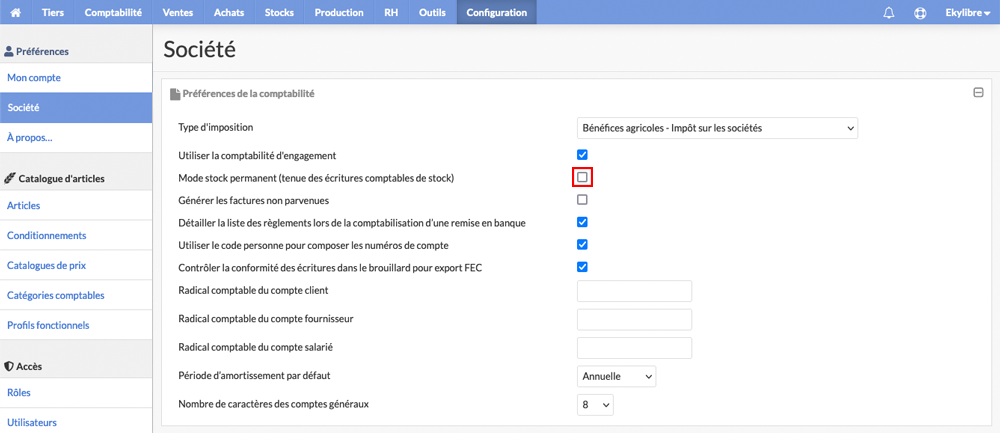 Tiers Comptabilité Ventes Achats Stocks Production RH Outils Configuration Ekylibre
Préférences
Mon compte
Société
À propos...
Catalogue d'articles
Articles
Conditionnements
Catalogues de prix
Catégories comptables
Profils fonctionnels
Accès
Rôles
Utilisateurs
Société
Préférences de la comptabilité
Type d'imposition Bénéfices agricoles - Impôt sur les sociétés
Utiliser la comptabilité d'engagement
Mode stock permanent (tenue des écritures comptables de stock)
Générer les factures non parvenues
Détailler la liste des règlements lors de la comptabilisation d'une remise en banque
Utiliser le code personne pour composer les numéros de compte
Contrôler la conformité des écritures dans le brouillard pour export FEC
Radical comptable du compte client
Radical comptable du compte fournisseur
Radical comptable du compte salarié
Période d'amortissement par défaut Annuelle
Nombre de caractères des comptes généraux 8